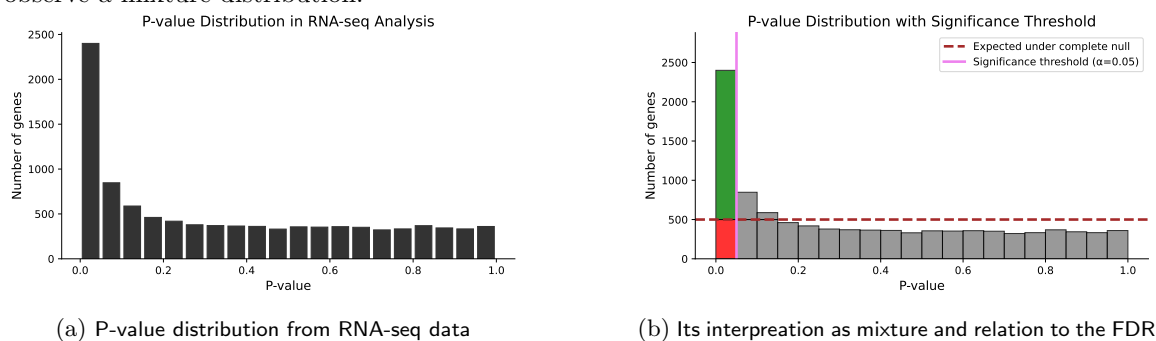 observe a mixture distribution.
P-value Distribution in RNA-seq Analysis
2500
2000
1500
1000
500
0
Number of genes
0.0 0.2 0.4 0.6 0.8 1.0
P-value
(a) P-value distribution from RNA-seq data
P-value Distribution with Significance Threshold
Expected under complete null
Significance threshold (α=0.05)
2500
2000
1500
1000
500
0
Number of genes
0.0 0.2 0.4 0.6 0.8 1.0
P-value
(b) Its interpreation as mixture and relation to the FDR